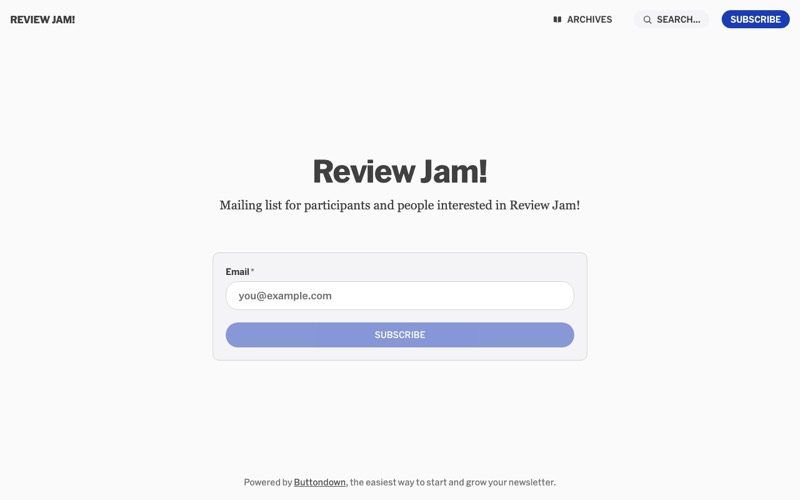 REVIEW JAM!
ARCHIVES
SEARCH...
SUBSCRIBE
Review Jam!
Mailing list for participants and people interested in Review Jam!
Email *
you@example.com
SUBSCRIBE
Powered by Buttondown, the easiest way to start and grow your newsletter.